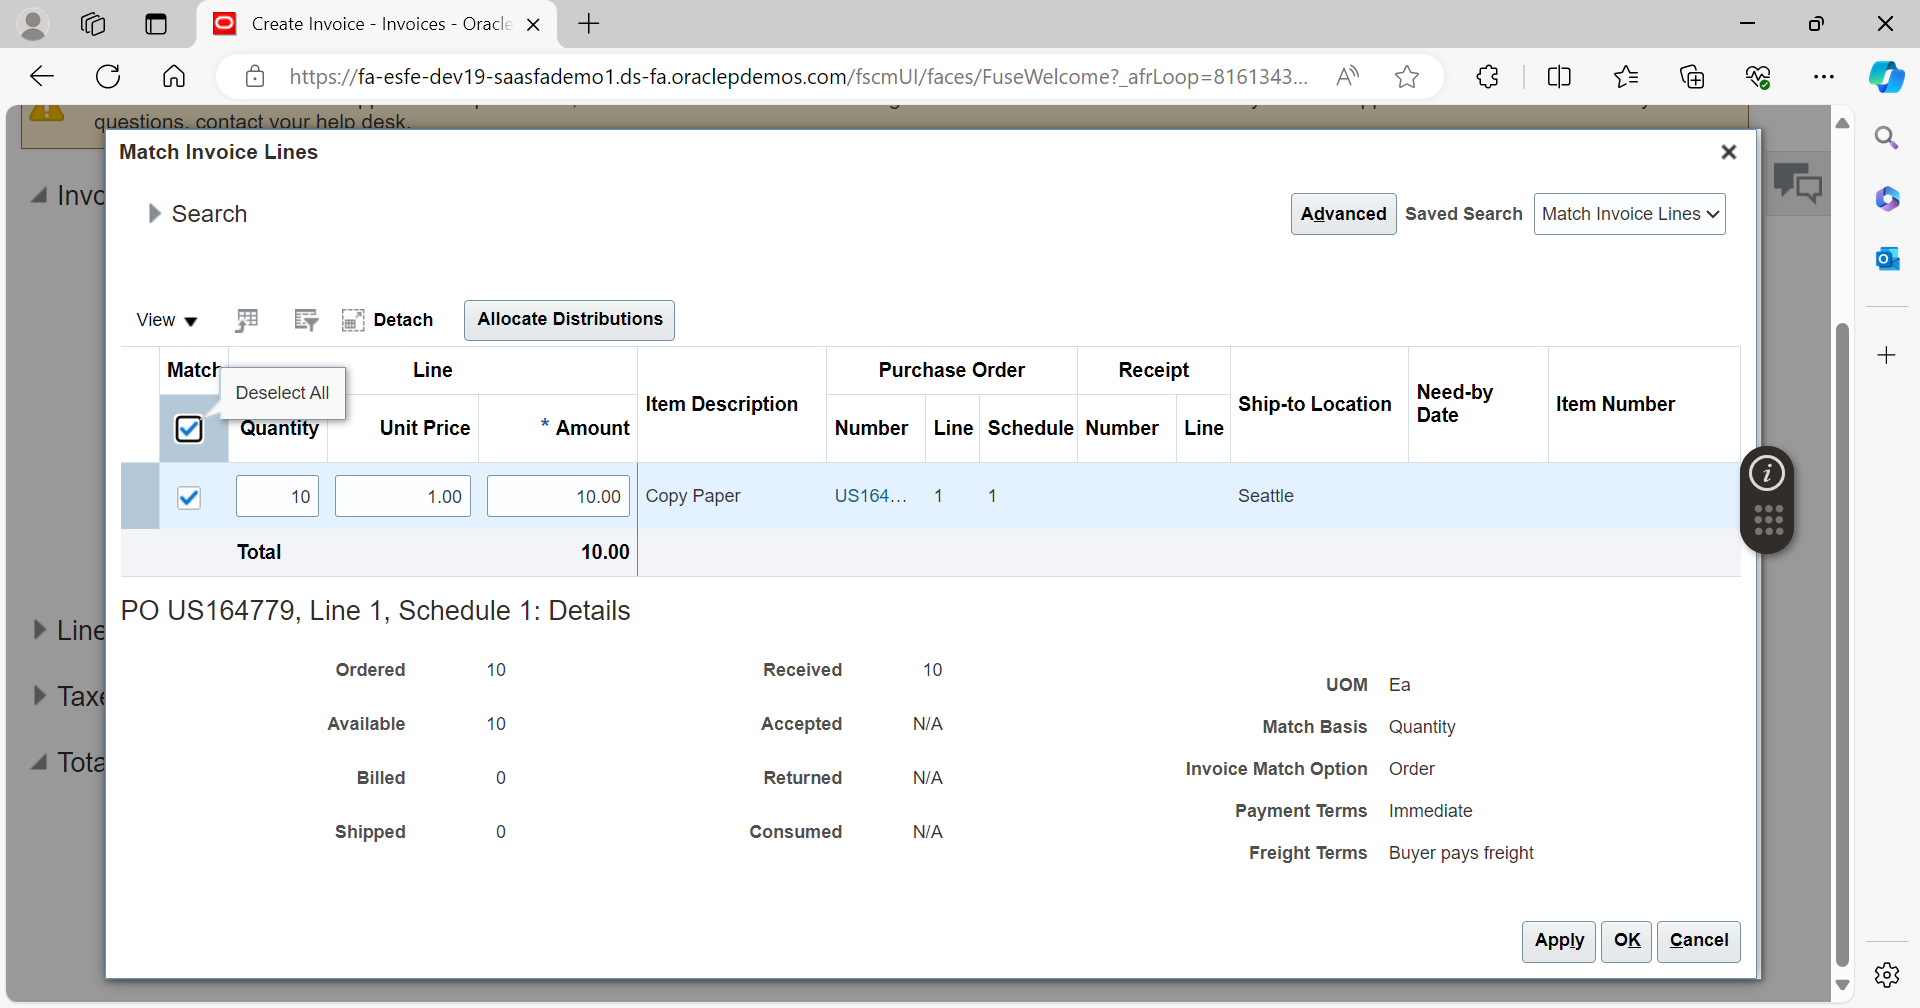 Create Invoice - Invoices - Oracle
https://fa-esfe-dev19-saasfademo1.ds-fa.oraclepdemos.com/fscmUI/faces/FuseWelcome?_afrLoop=8161343...
questions, contact your help desk.
Match Invoice Lines
Invo
Search
Advanced Saved Search Match Invoice Lines
View Detach Allocate Distributions
Match Line Purchase Order Receipt
Deselect All
Item Description Ship-to Location Need-by Date Item Number
Quantity Unit Price * Amount Number Line Schedule Number Line
10 1.00 10.00 Copy Paper US164... 1 1 Seattle
Total 10.00
PO US164779, Line 1, Schedule 1: Details
Line
Taxe
Tota
Ordered 10 Received 10
UOM Ea
Available 10 Accepted N/A
Match Basis Quantity
Billed 0 Returned N/A
Invoice Match Option Order
Payment Terms Immediate
Shipped 0 Consumed N/A
Freight Terms Buyer pays freight
Apply OK Cancel